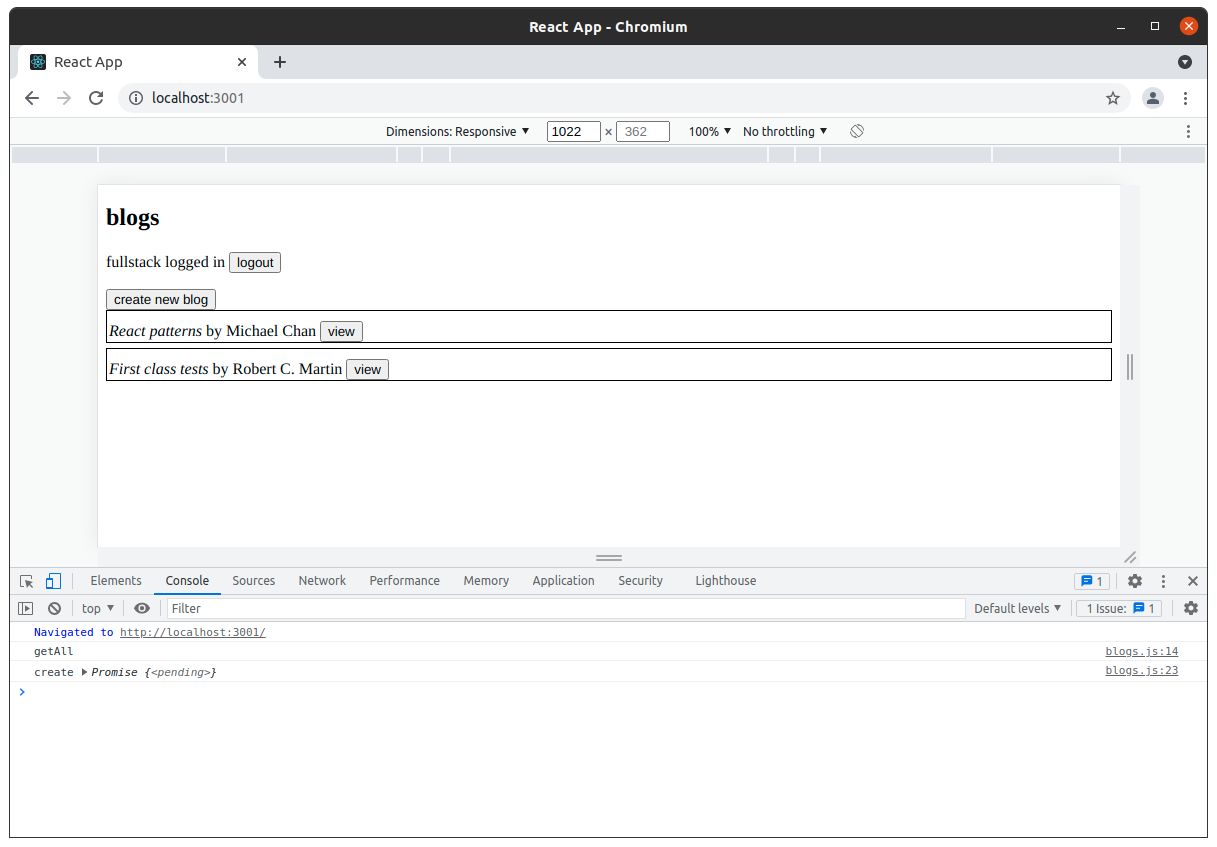 React App - Chromium
React App
localhost:3001
Dimensions: Responsive ▼ 1022 × 362 100% ▼ No throttling ▼
blogs
fullstack logged in logout
create new blog
React patterns by Michael Chan view
First class tests by Robert C. Martin view
Elements Console Sources Network Performance Memory Application Security Lighthouse 1
top ▼ Filter Default levels ▼ 1 Issue: 1
Navigated to http://localhost:3001/
getAll blogs.js:14
create ▶ Promise {<pending>} blogs.js:23
>